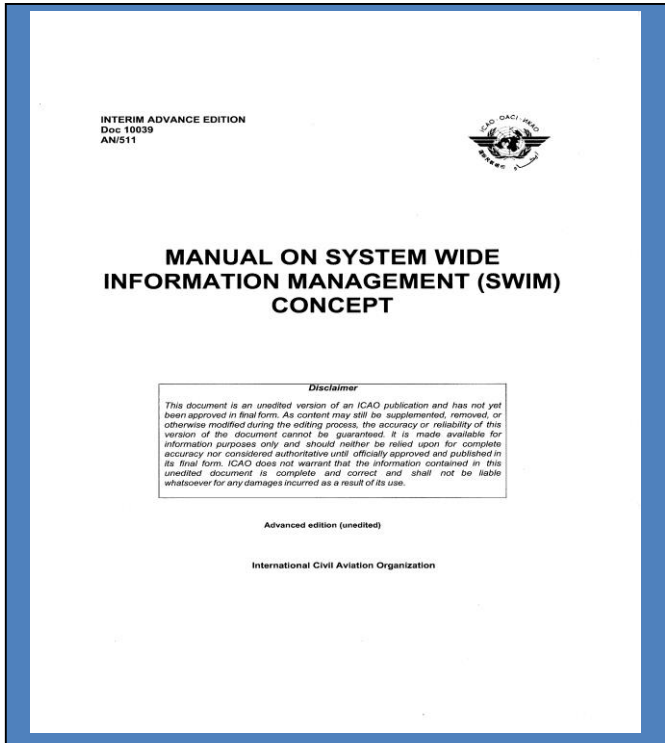 INTERIM ADVANCE EDITION
Doc 10039
AN/511
MANUAL ON SYSTEM WIDE
INFORMATION MANAGEMENT (SWIM)
CONCEPT
Disclaimer
This document is an unedited version of an ICAO publication and has not yet
been approved in final form. As content may still be supplemented, removed, or
otherwise modified during the editing process, the accuracy or reliability of this
version of the document cannot be guaranteed. It is made available for
information purposes only and should neither be relied upon for complete
accuracy nor considered authoritative until officially approved and published in
its final form. ICAO does not warrant that the information contained in this
unedited document is complete and correct and shall not be liable
whatsoever for any damages incurred as a result of its use.
Advanced edition (unedited)
International Civil Aviation Organization